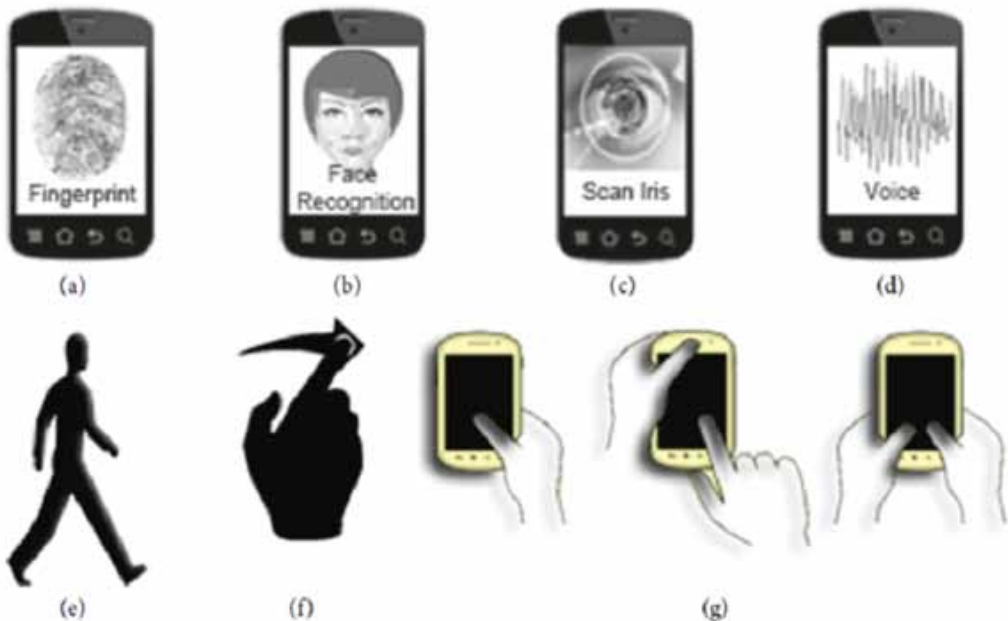 Fingerprint
Face
Recognition
Scan Iris
Voice
(a)
(b)
(c)
(d)
(e)
(f)
(g)